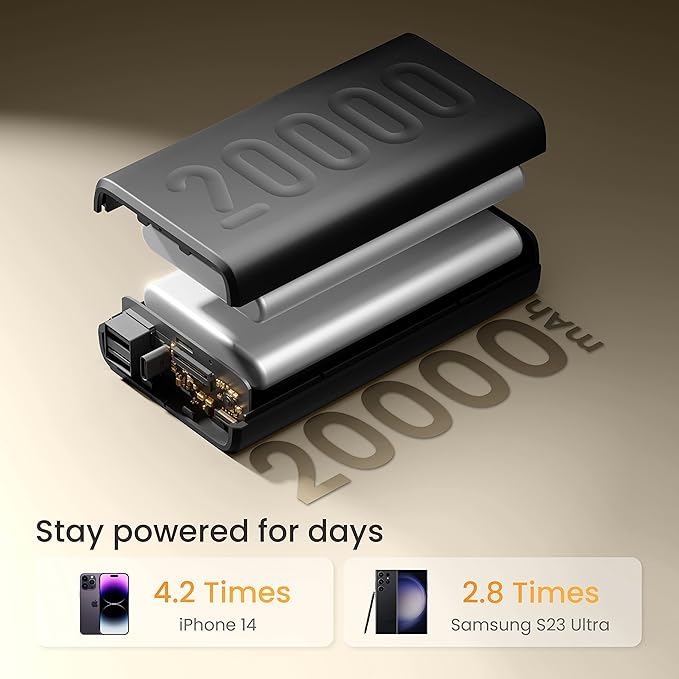 20000
20000 mAh
Stay powered for days
4.2 Times
iPhone 14
2.8 Times
Samsung S23 Ultra